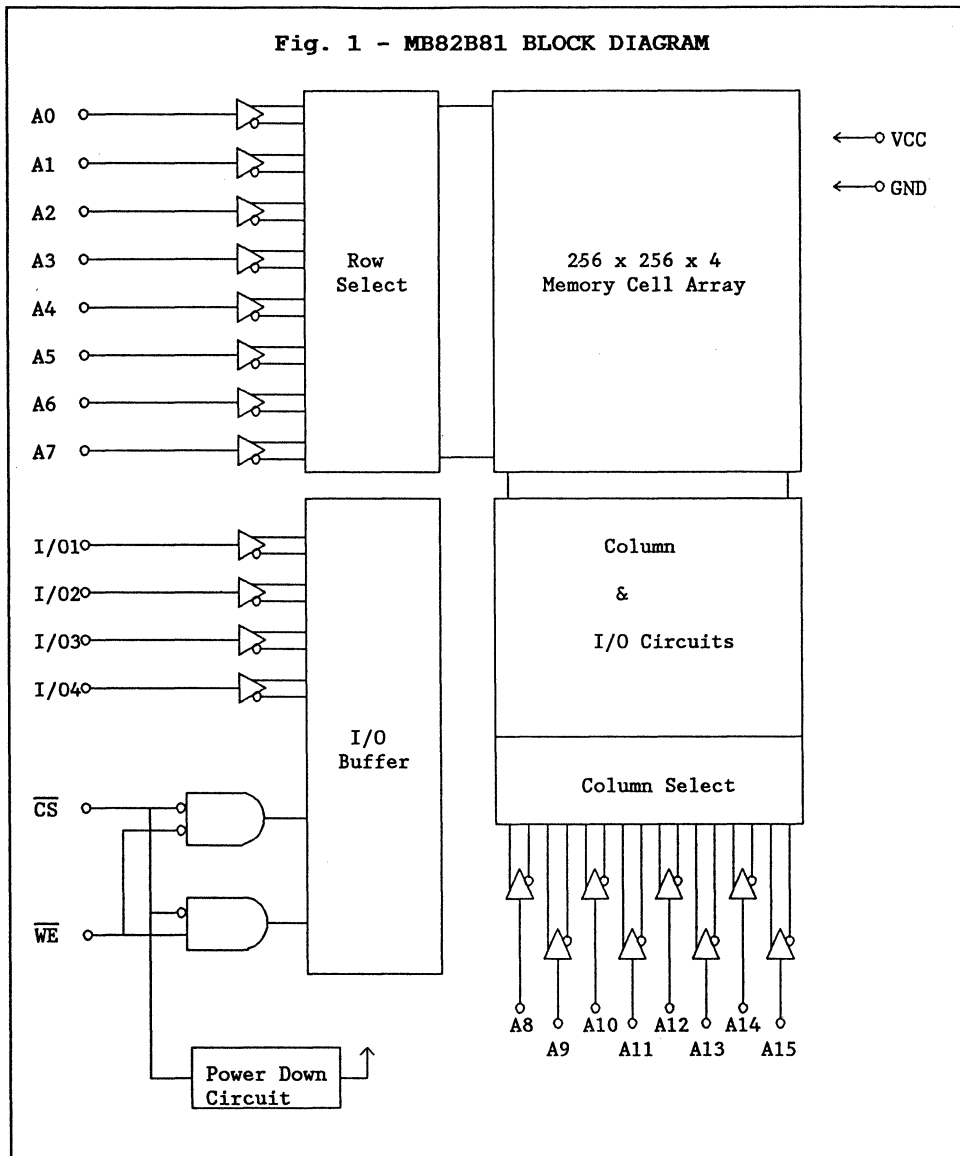 Fig. 1 - MB82B81 BLOCK DIAGRAM
A0
A1
A2
A3
A4
A5
A6
A7
Row
Select
256 x 256 x 4
Memory Cell Array
VCC
GND
I/O1
I/O2
I/O3
I/O4
I/O
Buffer
Column
&
I/O Circuits
Column Select
C̅S̅
W̅E̅
A8 A10 A12 A14
A9 A11 A13 A15
Power Down
Circuit